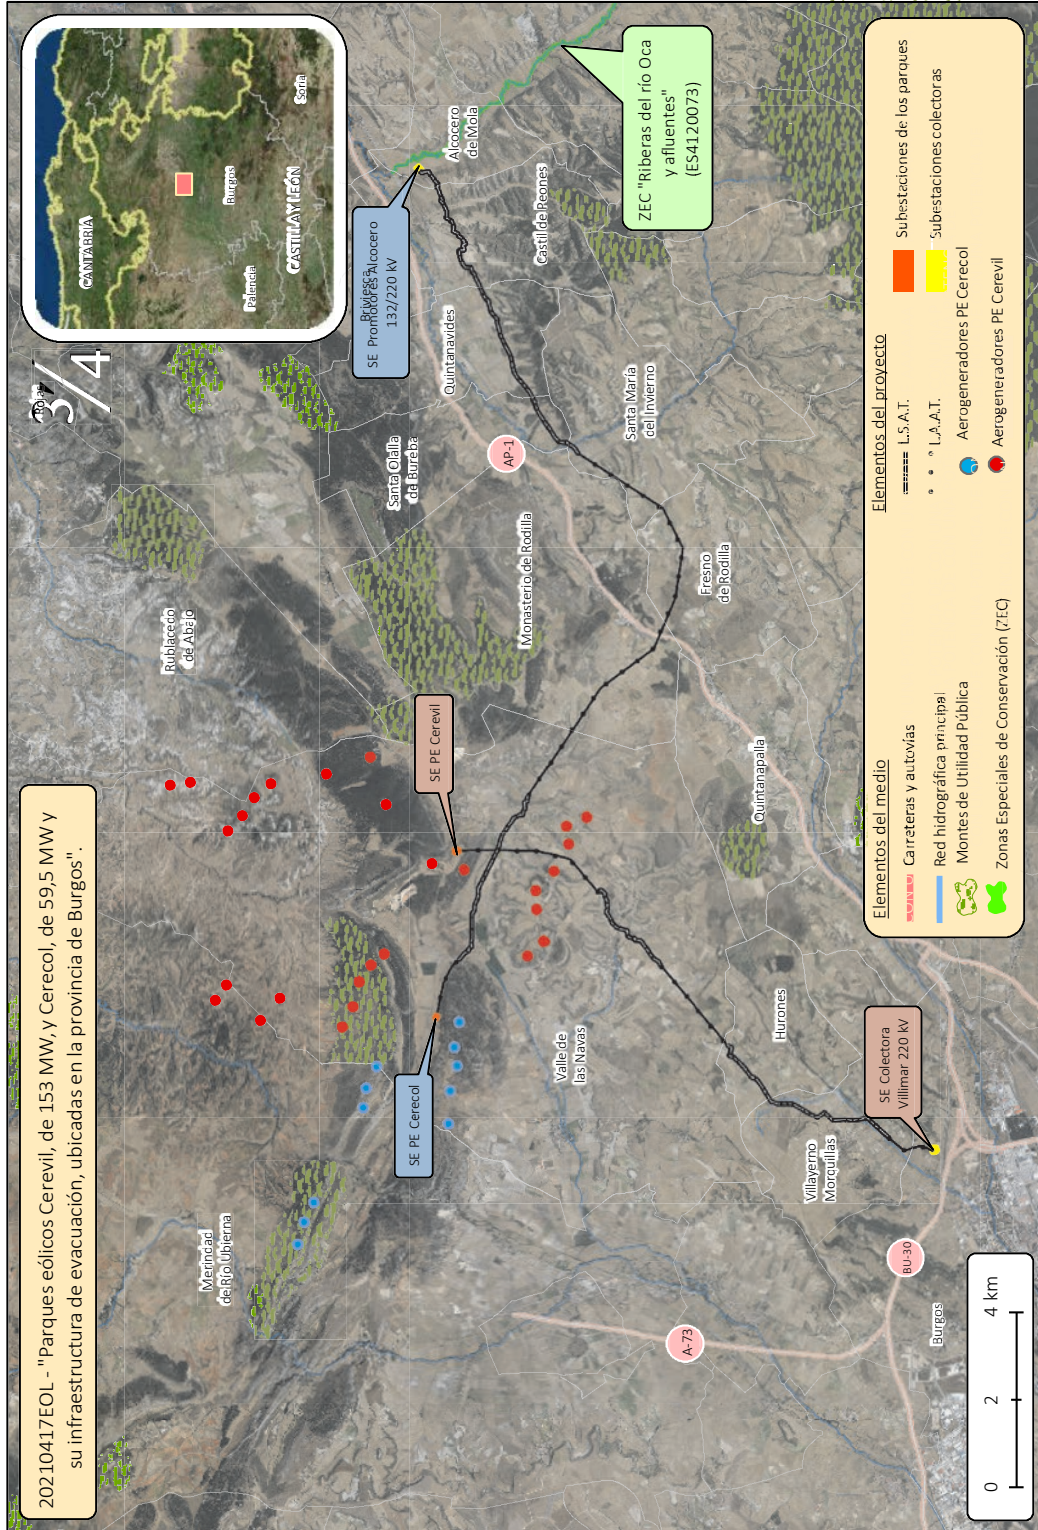 20210417EOL - "Parques eólicos Cerevil, de 153 MW, y Cerecol, de 59,5 MW y
su infraestructura de evacuación, ubicadas en la provincia de Burgos".
CANTABRIA
Burgos
Palencia
CASTILLA Y LEÓN
Soria
Rojas
/4
Rublacedo
de Abajo
Santa Olalla
de Bureba
Briviesca
SE Promotores Alcocero
132/220 kV
Alcocero
de Mola
Quintanavides
Castil de Reones
ZEC "Riberas del río Oca
y afluentes"
(ES4120073)
AP-1
Monasterio de Rodilla
Santa María
del Invierno
Fresno
de Rodilla
SE PE Cerevil
Quintanapalla
Merindad
de Río Ubierna
SE PE Cerecol
Valle de
las Navas
Hurones
Villayerno
Morquillas
SE Colectora
Villimar 220 kV
A-73
BU-30
Burgos
0 2 4 km
Elementos del medio
Carreteras y autovías
Red hidrográfica principal
Montes de Utilidad Pública
Zonas Especiales de Conservación (ZEC)
Elementos del proyecto
L.S.A.T.
L.A.A.T.
Aerogeneradores PE Cerecol
Aerogeneradores PE Cerevil
Subestaciones de los parques
Subestaciones colectoras